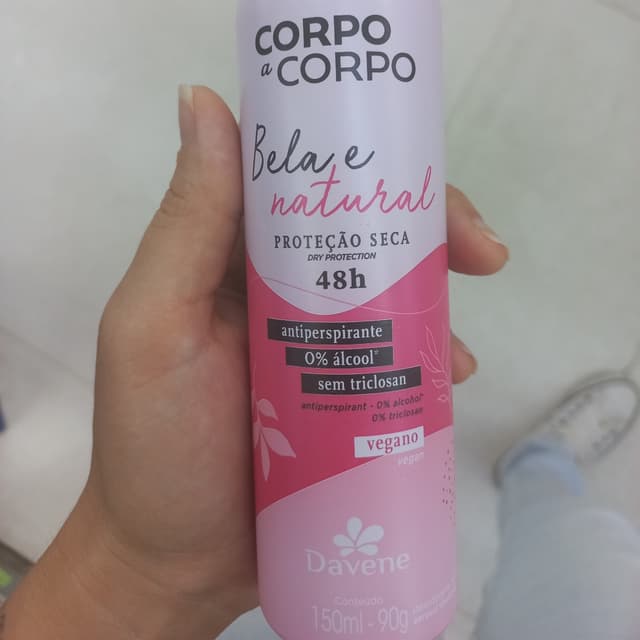 CORPO
a CORPO
Bela e
natural
PROTEÇÃO SECA
DRY PROTECTION
48h
antiperspirante
0% álcool*
sem triclosan
antiperspirant - 0% alcohol*
0% triclosan
vegano
vegan
Davene
Conteúdo
150ml - 90g